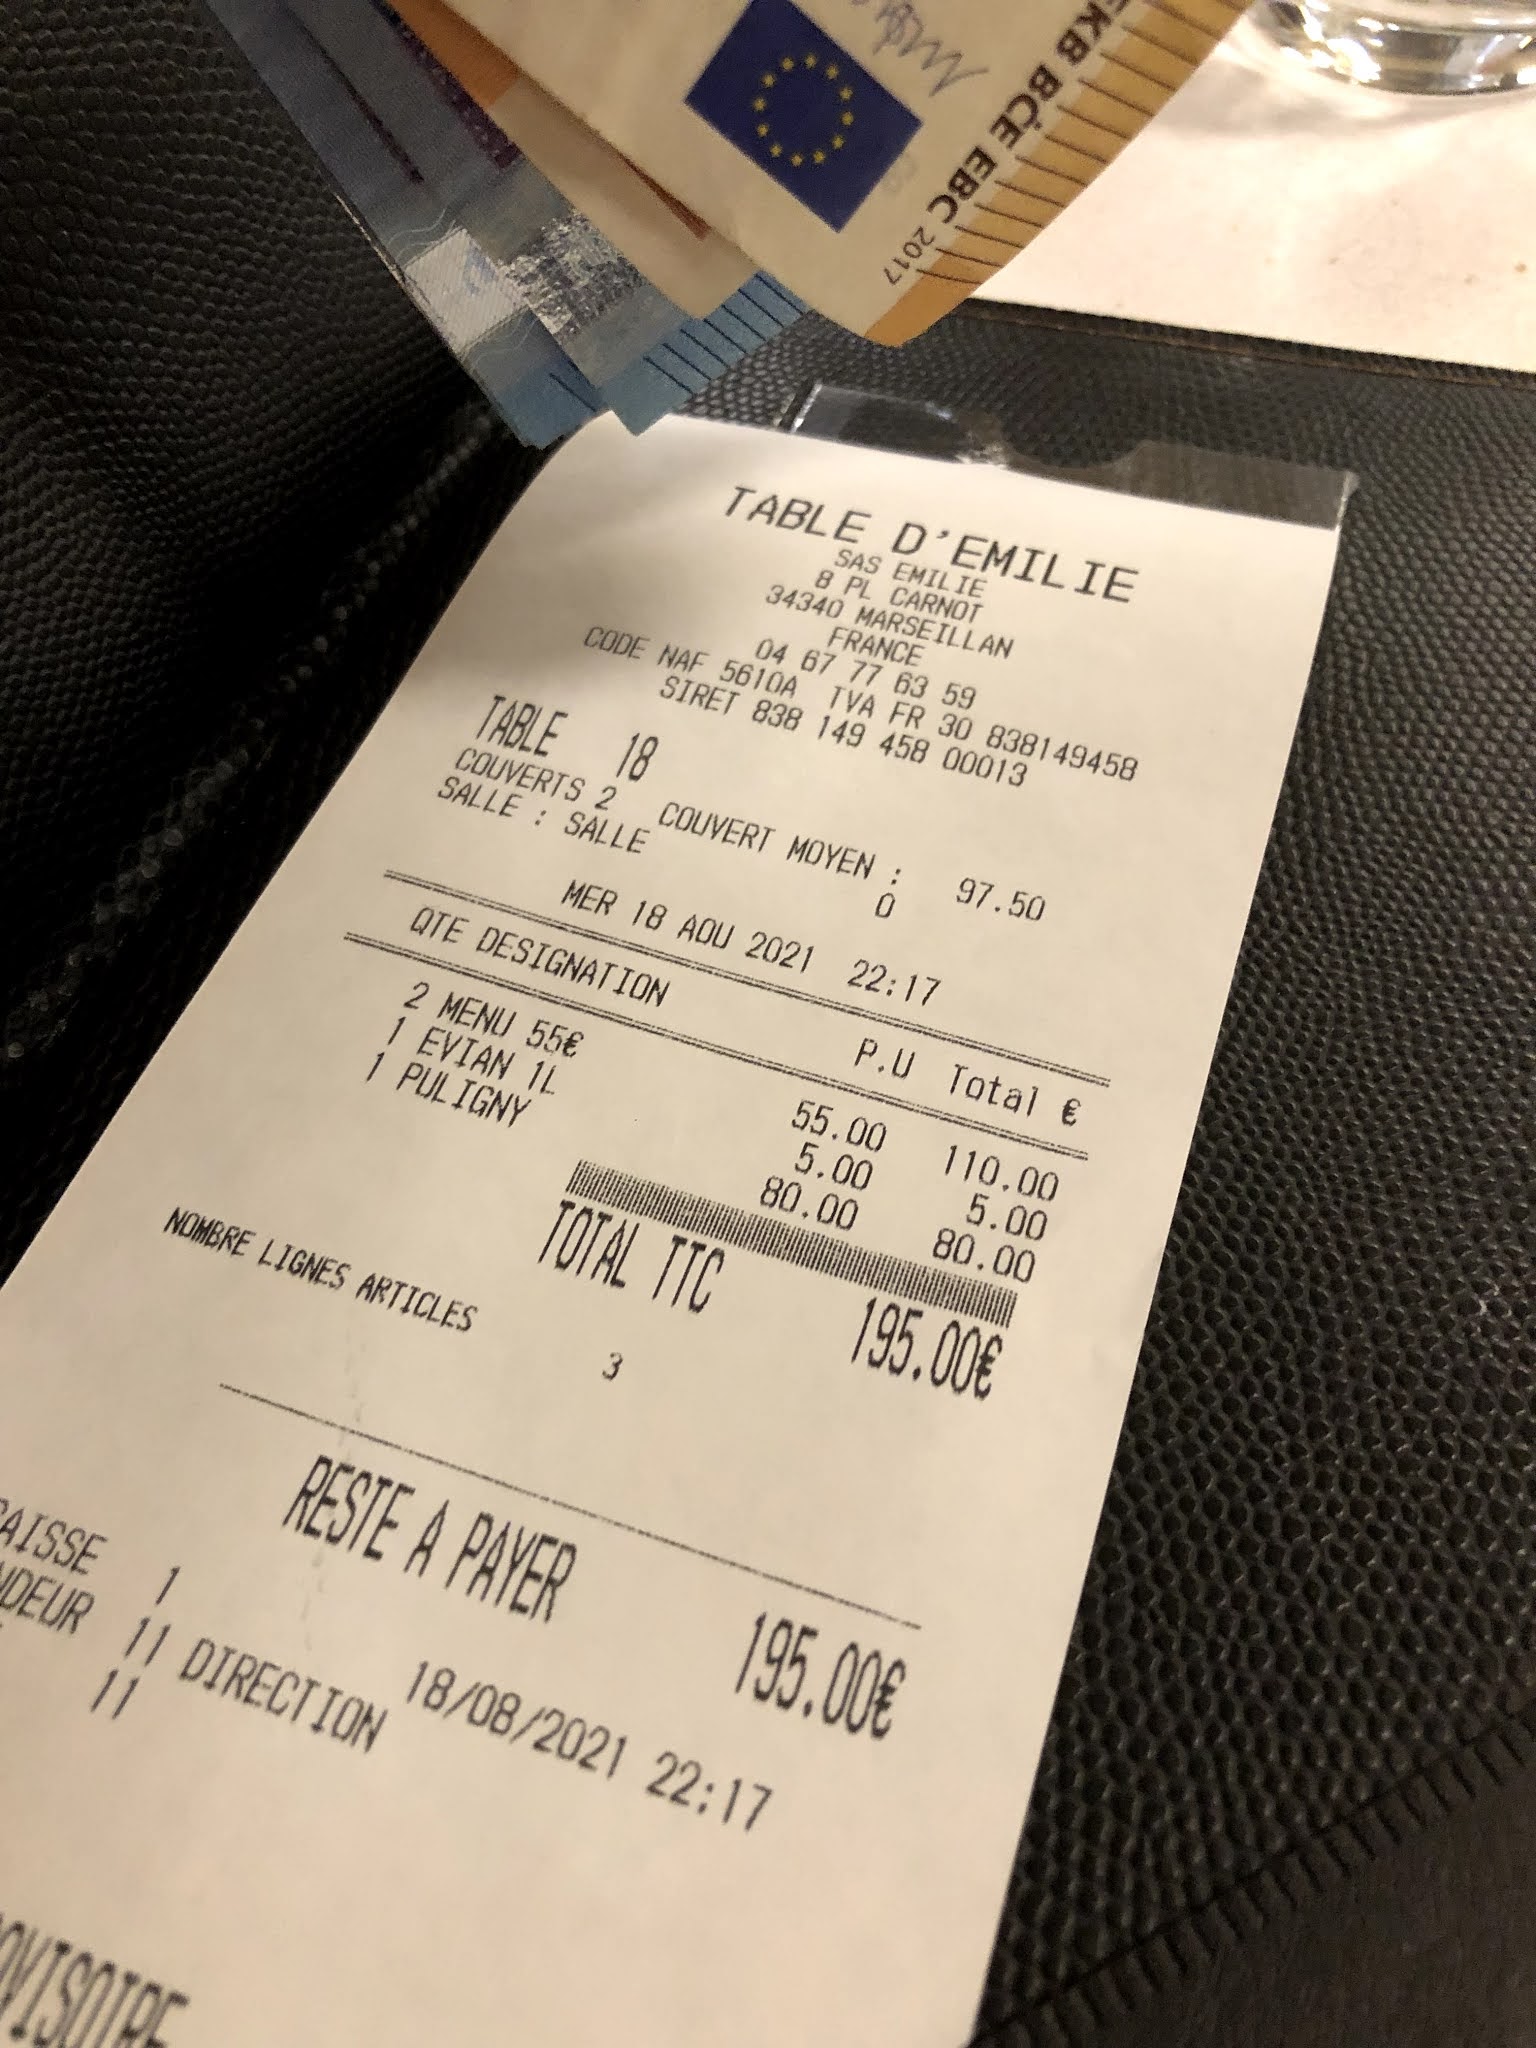 EKB BČE EBC 2017
TABLE D'EMILIE
SAS EMILIE
8 PL CARNOT
34340 MARSEILLAN
FRANCE
04 67 77 63 59
CODE NAF 5610A TVA FR 30 838149458
SIRET 838 149 458 00013
TABLE 18
COUVERTS 2 COUVERT MOYEN : 97.50
SALLE : SALLE 0
MER 18 AOU 2021 22:17
QTE DESIGNATION P.U Total €
2 MENU 55€ 55.00 110.00
1 EVIAN 1L 5.00 5.00
1 PULIGNY 80.00 80.00
TOTAL TTC 195.00€
NOMBRE LIGNES ARTICLES 3
RESTE A PAYER 195.00€
AISSE 1 18/08/2021 22:17
NDEUR 11 DIRECTION
11
OVISOIRE